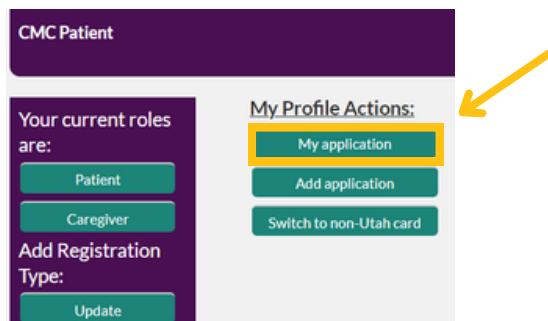 CMC Patient
Your current roles
are:
Patient
Caregiver
Add Registration
Type:
Update
My Profile Actions:
My application
Add application
Switch to non-Utah card